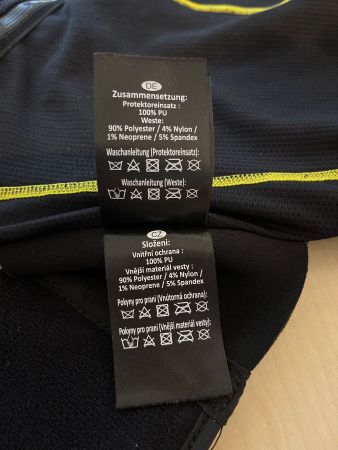 DE
Zusammensetzung:
Protektoreinsatz :
100% PU
Weste:
90% Polyester / 4% Nylon /
1% Neoprene / 5% Spandex
Waschanleitung (Protektoreinsatz):
Waschanleitung (Weste):
CZ
Složení:
Vnitřní ochrana :
100% PU
Vnější materiál vesty :
90% Polyester / 4% Nylon /
1% Neoprene / 5% Spandex
Pokyny pro praní (Vnútorná ochrana):
Pokyny pro praní (Vnější materiál vesty):